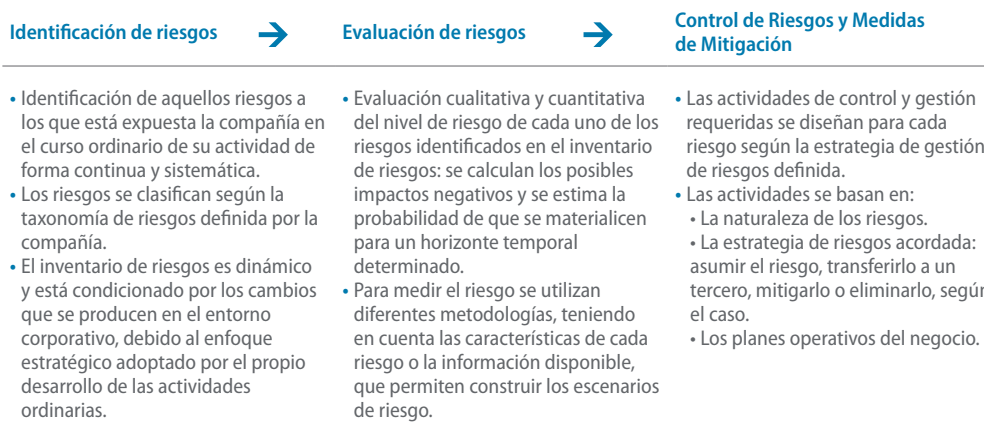 Identificación de riesgos
→
Evaluación de riesgos
→
Control de Riesgos y Medidas
de Mitigación
• Identificación de aquellos riesgos a
los que está expuesta la compañía en
el curso ordinario de su actividad de
forma continua y sistemática.
• Los riesgos se clasifican según la
taxonomía de riesgos definida por la
compañía.
• El inventario de riesgos es dinámico
y está condicionado por los cambios
que se producen en el entorno
corporativo, debido al enfoque
estratégico adoptado por el propio
desarrollo de las actividades
ordinarias.
• Evaluación cualitativa y cuantitativa
del nivel de riesgo de cada uno de los
riesgos identificados en el inventario
de riesgos: se calculan los posibles
impactos negativos y se estima la
probabilidad de que se materialicen
para un horizonte temporal
determinado.
• Para medir el riesgo se utilizan
diferentes metodologías, teniendo
en cuenta las características de cada
riesgo o la información disponible,
que permiten construir los escenarios
de riesgo.
• Las actividades de control y gestión
requeridas se diseñan para cada
riesgo según la estrategia de gestión
de riesgos definida.
• Las actividades se basan en:
• La naturaleza de los riesgos.
• La estrategia de riesgos acordada:
asumir el riesgo, transferirlo a un
tercero, mitigarlo o eliminarlo, según
el caso.
• Los planes operativos del negocio.